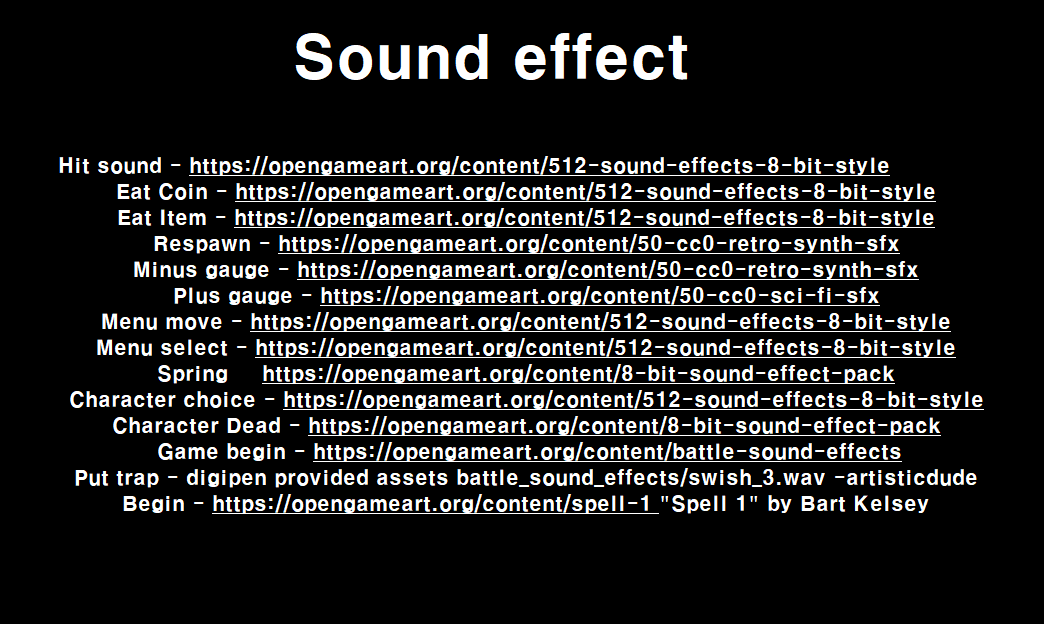 Sound effect
Hit sound - https://opengameart.org/content/512-sound-effects-8-bit-style
Eat Coin - https://opengameart.org/content/512-sound-effects-8-bit-style
Eat Item - https://opengameart.org/content/512-sound-effects-8-bit-style
Respawn - https://opengameart.org/content/50-cc0-retro-synth-sfx
Minus gauge - https://opengameart.org/content/50-cc0-retro-synth-sfx
Plus gauge - https://opengameart.org/content/50-cc0-sci-fi-sfx
Menu move - https://opengameart.org/content/512-sound-effects-8-bit-style
Menu select - https://opengameart.org/content/512-sound-effects-8-bit-style
Spring https://opengameart.org/content/8-bit-sound-effect-pack
Character choice - https://opengameart.org/content/512-sound-effects-8-bit-style
Character Dead - https://opengameart.org/content/8-bit-sound-effect-pack
Game begin - https://opengameart.org/content/battle-sound-effects
Put trap - digipen provided assets battle_sound_effects/swish_3.wav -artisticdude
Begin - https://opengameart.org/content/spell-1 "Spell 1" by Bart Kelsey